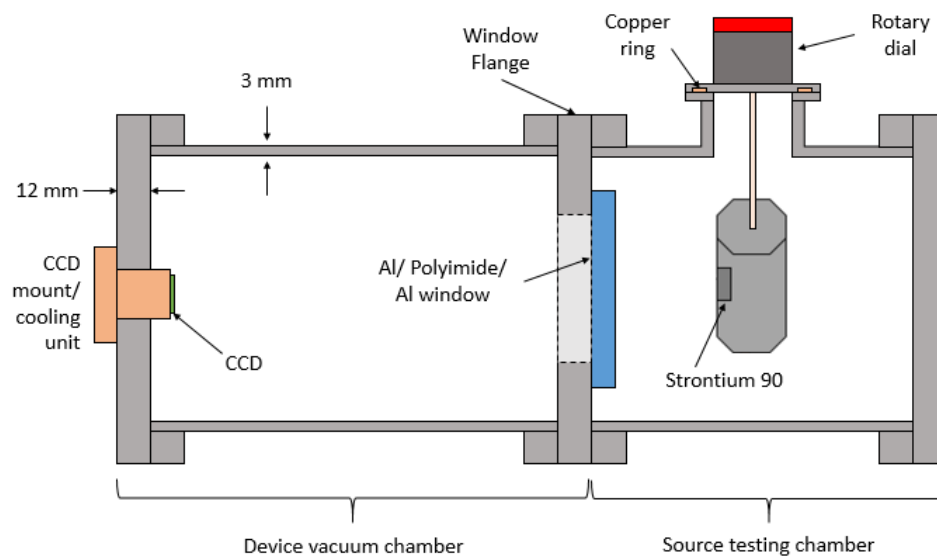 Window
Flange
Copper
ring
Rotary
dial
3 mm
12 mm
CCD
mount/
cooling
unit
CCD
Al/ Polyimide/
Al window
Strontium 90
Device vacuum chamber
Source testing chamber